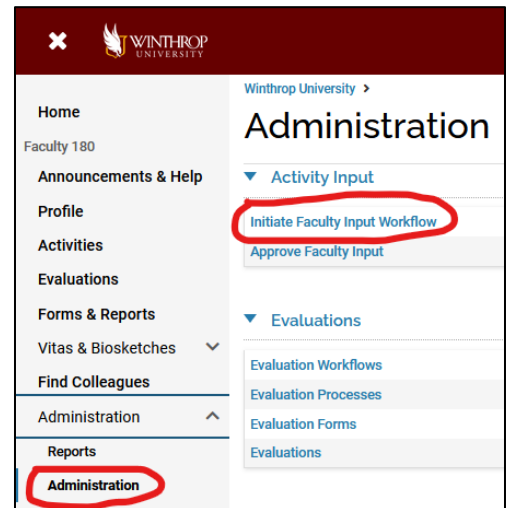 WINTHROP
UNIVERSITY
Home
Faculty 180
Announcements & Help
Profile
Activities
Evaluations
Forms & Reports
Vitas & Biosketches
Find Colleagues
Administration
Reports
Administration
Winthrop University >
Administration
Activity Input
Initiate Faculty Input Workflow
Approve Faculty Input
Evaluations
Evaluation Workflows
Evaluation Processes
Evaluation Forms
Evaluations